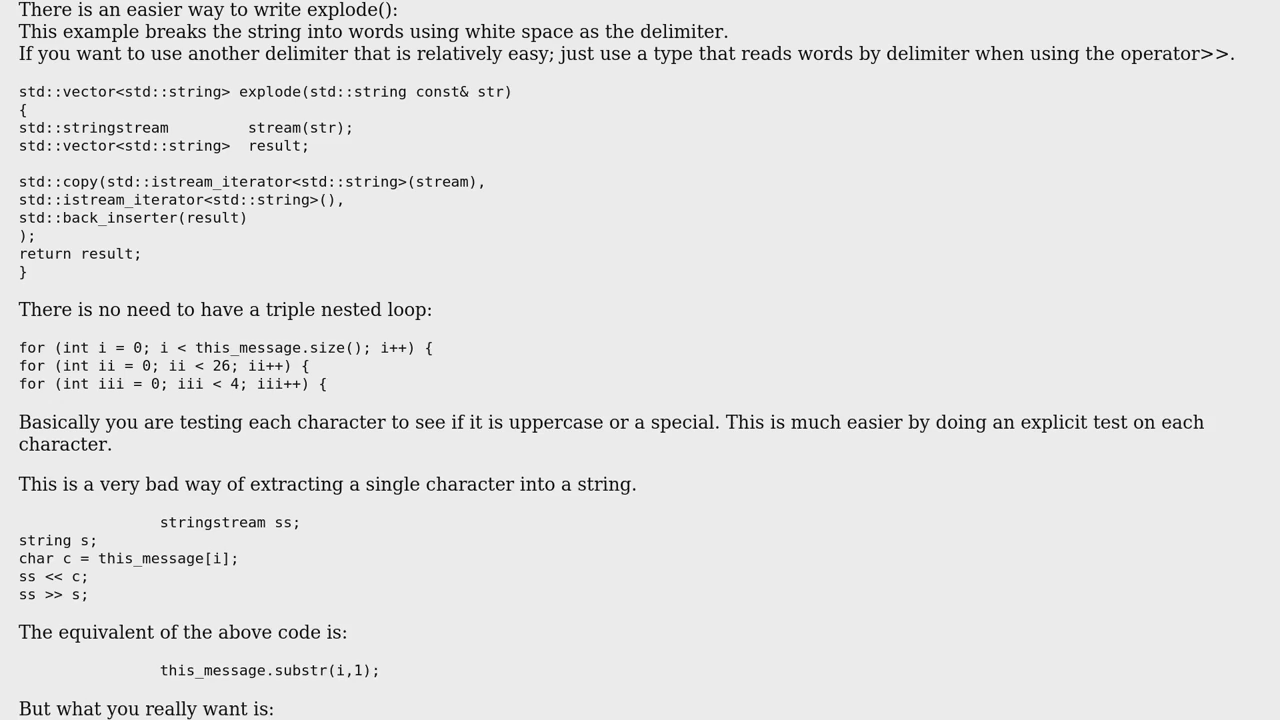 There is an easier way to write explode():
This example breaks the string into words using white space as the delimiter.
If you want to use another delimiter that is relatively easy; just use a type that reads words by delimiter when using the operator>>.
std::vector<std::string> explode(std::string const& str)
{
std::stringstream         stream(str);
std::vector<std::string>  result;
std::copy(std::istream_iterator<std::string>(stream),
std::istream_iterator<std::string>(),
std::back_inserter(result)
);
return result;
}
There is no need to have a triple nested loop:
for (int i = 0; i < this_message.size(); i++) {
for (int ii = 0; ii < 26; ii++) {
for (int iii = 0; iii < 4; iii++) {
Basically you are testing each character to see if it is uppercase or a special. This is much easier by doing an explicit test on each
character.
This is a very bad way of extracting a single character into a string.
stringstream ss;
string s;
char c = this_message[i];
ss << c;
ss >> s;
The equivalent of the above code is:
this_message.substr(i,1);
But what you really want is: